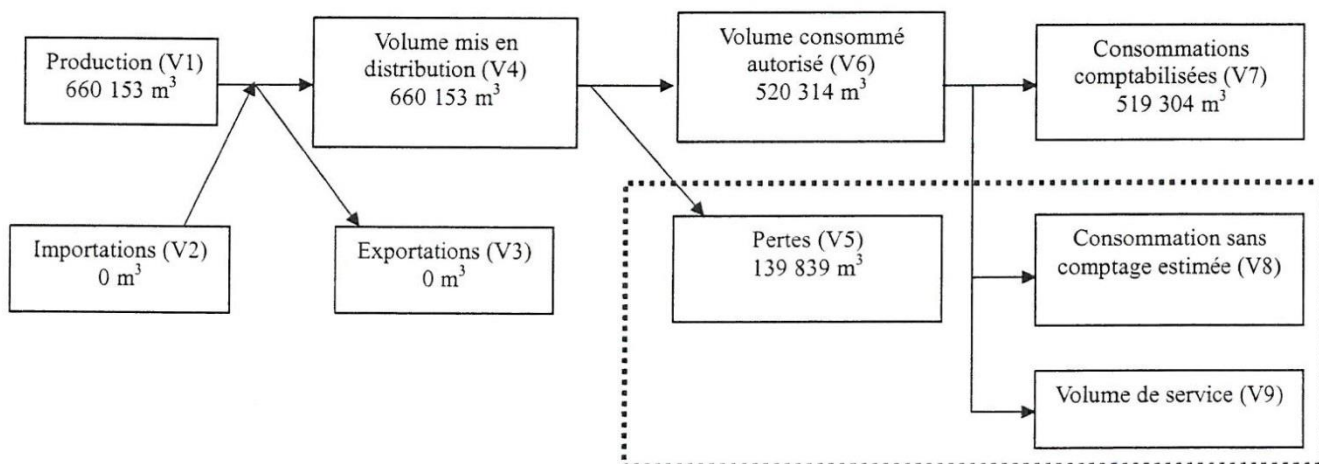 Production (V1)
660 153 m³
Volume mis en
distribution (V4)
660 153 m³
Volume consommé
autorisé (V6)
520 314 m³
Consommations
comptabilisées (V7)
519 304 m³
Importations (V2)
0 m³
Exportations (V3)
0 m³
Pertes (V5)
139 839 m³
Consommation sans
comptage estimée (V8)
Volume de service (V9)